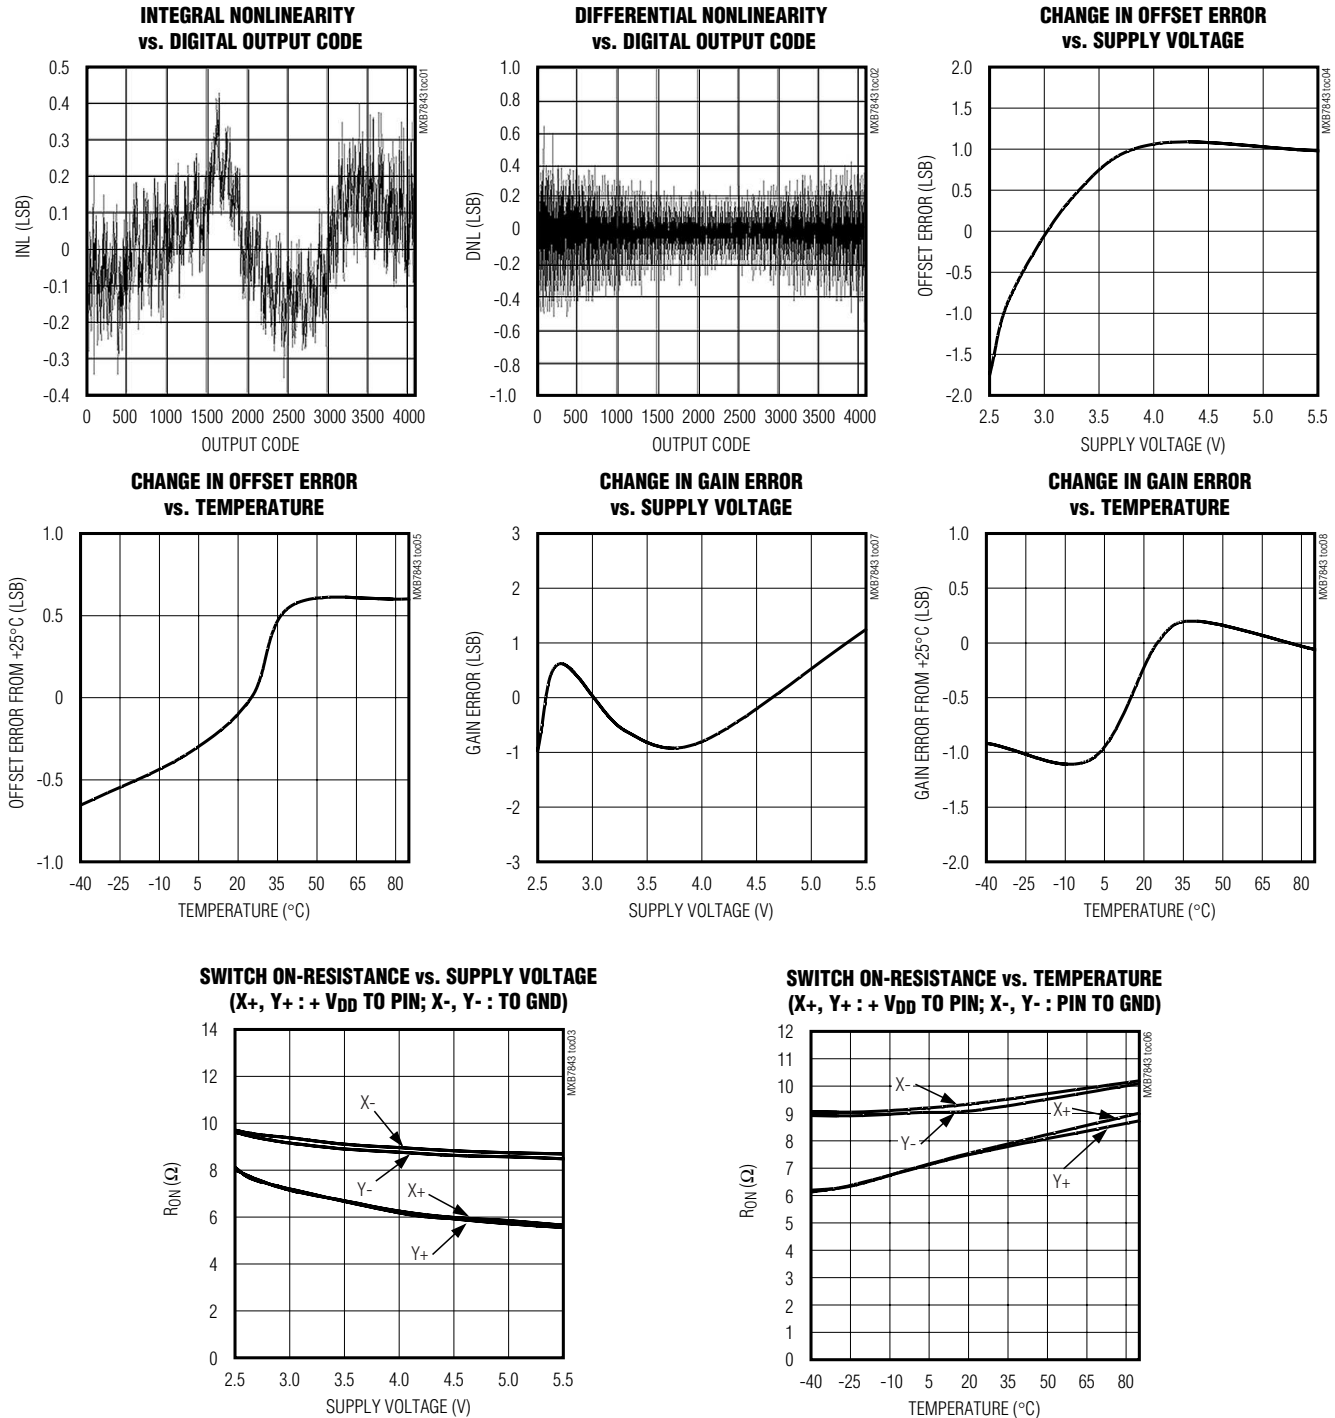 INTEGRAL NONLINEARITY
vs. DIGITAL OUTPUT CODE
MXB7843 toc01
INL (LSB)
0.5
0.4
0.3
0.2
0.1
0
-0.1
-0.2
-0.3
-0.4
0 500 1000 1500 2000 2500 3000 3500 4000
OUTPUT CODE
DIFFERENTIAL NONLINEARITY
vs. DIGITAL OUTPUT CODE
MXB7843 toc02
DNL (LSB)
1.0
0.8
0.6
0.4
0.2
0
-0.2
-0.4
-0.6
-0.8
-1.0
0 500 1000 1500 2000 2500 3000 3500 4000
OUTPUT CODE
CHANGE IN OFFSET ERROR
vs. SUPPLY VOLTAGE
MXB7843 toc04
OFFSET ERROR (LSB)
2.0
1.5
1.0
0.5
0
-0.5
-1.0
-1.5
-2.0
2.5 3.0 3.5 4.0 4.5 5.0 5.5
SUPPLY VOLTAGE (V)
CHANGE IN OFFSET ERROR
vs. TEMPERATURE
MXB7843 toc05
OFFSET ERROR FROM +25°C (LSB)
1.0
0.5
0
-0.5
-1.0
-40 -25 -10 5 20 35 50 65 80
TEMPERATURE (°C)
CHANGE IN GAIN ERROR
vs. SUPPLY VOLTAGE
MXB7843 toc07
GAIN ERROR (LSB)
3
2
1
0
-1
-2
-3
2.5 3.0 3.5 4.0 4.5 5.0 5.5
SUPPLY VOLTAGE (V)
CHANGE IN GAIN ERROR
vs. TEMPERATURE
MXB7843 toc08
GAIN ERROR FROM +25°C (LSB)
1.0
0.5
0
-0.5
-1.0
-1.5
-2.0
-40 -25 -10 5 20 35 50 65 80
TEMPERATURE (°C)
SWITCH ON-RESISTANCE vs. SUPPLY VOLTAGE
(X+, Y+ : + VDD TO PIN; X-, Y- : TO GND)
MXB7843 toc03
RON (Ω)
14
12
10
8
6
4
2
0
X-
Y-
X+
Y+
2.5 3.0 3.5 4.0 4.5 5.0 5.5
SUPPLY VOLTAGE (V)
SWITCH ON-RESISTANCE vs. TEMPERATURE
(X+, Y+ : + VDD TO PIN; X-, Y- : PIN TO GND)
MXB7843 toc06
RON (Ω)
12
11
10
9
8
7
6
5
4
3
2
1
0
X-
X+
Y-
Y+
-40 -25 -10 5 20 35 50 65 80
TEMPERATURE (°C)